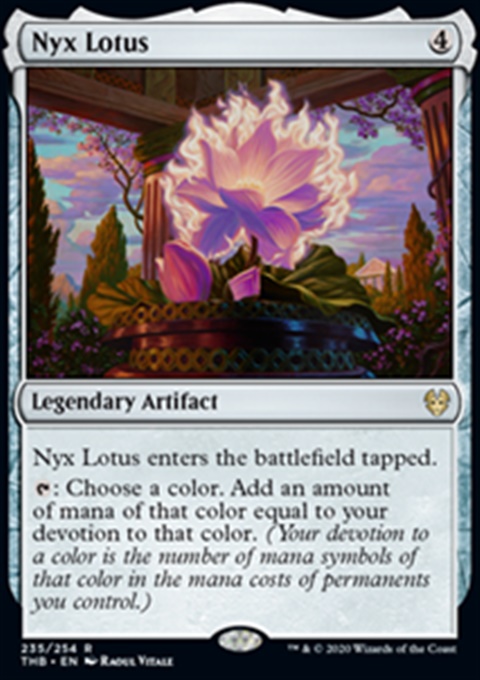 Nyx Lotus 4
Legendary Artifact
Nyx Lotus enters the battlefield tapped.
: Choose a color. Add an amount
of mana of that color equal to your
devotion to that color. (Your devotion to
a color is the number of mana symbols of
that color in the mana costs of permanents
you control.)
235/254 R
THB • EN Raoul Vitale
™ & © 2020 Wizards of the Coast